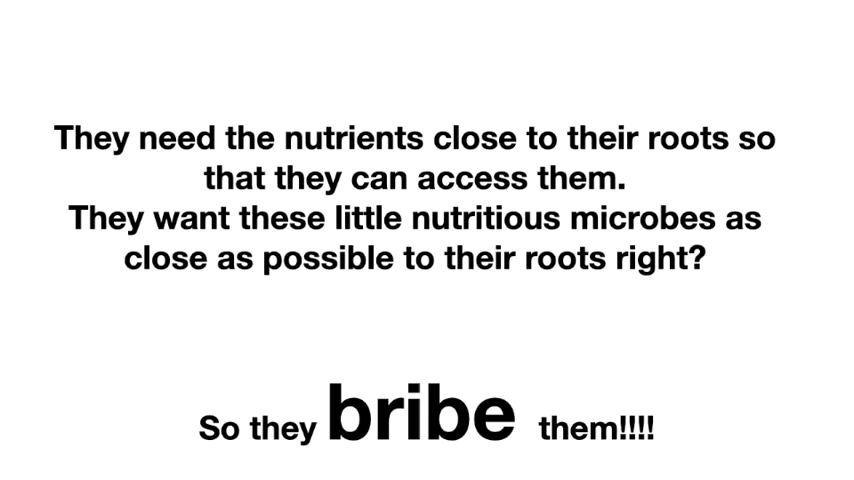 They need the nutrients close to their roots so
that they can access them.
They want these little nutritious microbes as
close as possible to their roots right?
So they bribe them!!!!